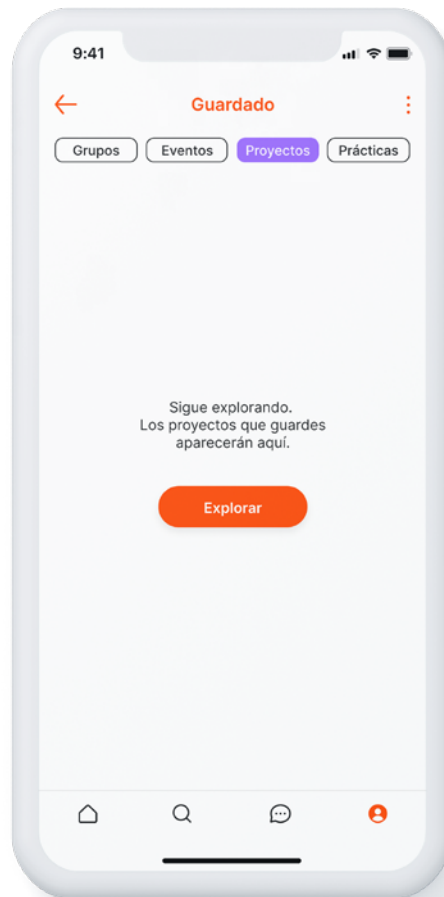 9:41
Guardado
Grupos Eventos Proyectos Prácticas
Sigue explorando.
Los proyectos que guardes
aparecerán aquí.
Explorar